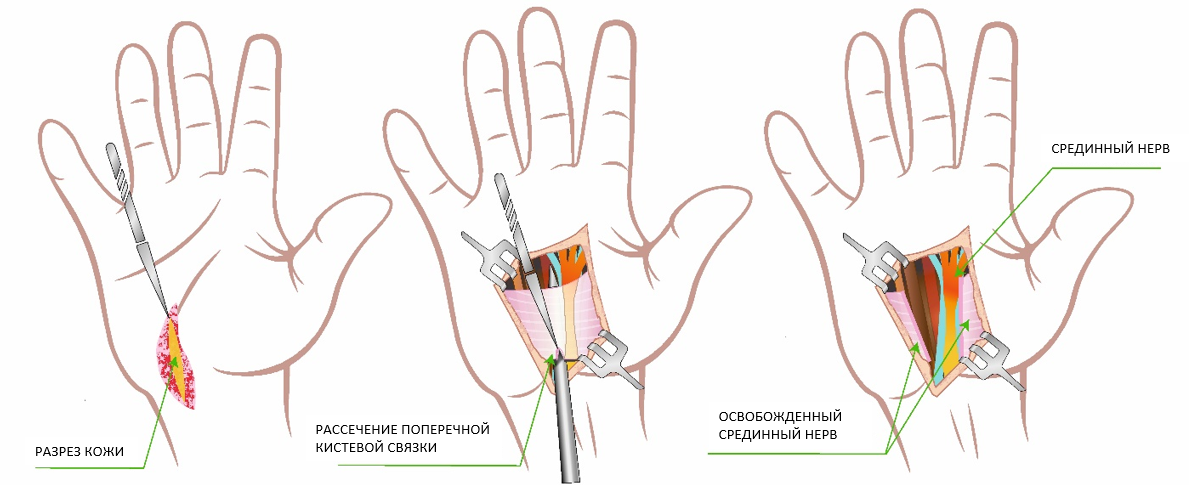 СРЕДИННЫЙ НЕРВ
РАЗРЕЗ КОЖИ
РАССЕЧЕНИЕ ПОПЕРЕЧНОЙ
КИСТЕВОЙ СВЯЗКИ
ОСВОБОЖДЕННЫЙ
СРЕДИННЫЙ НЕРВ